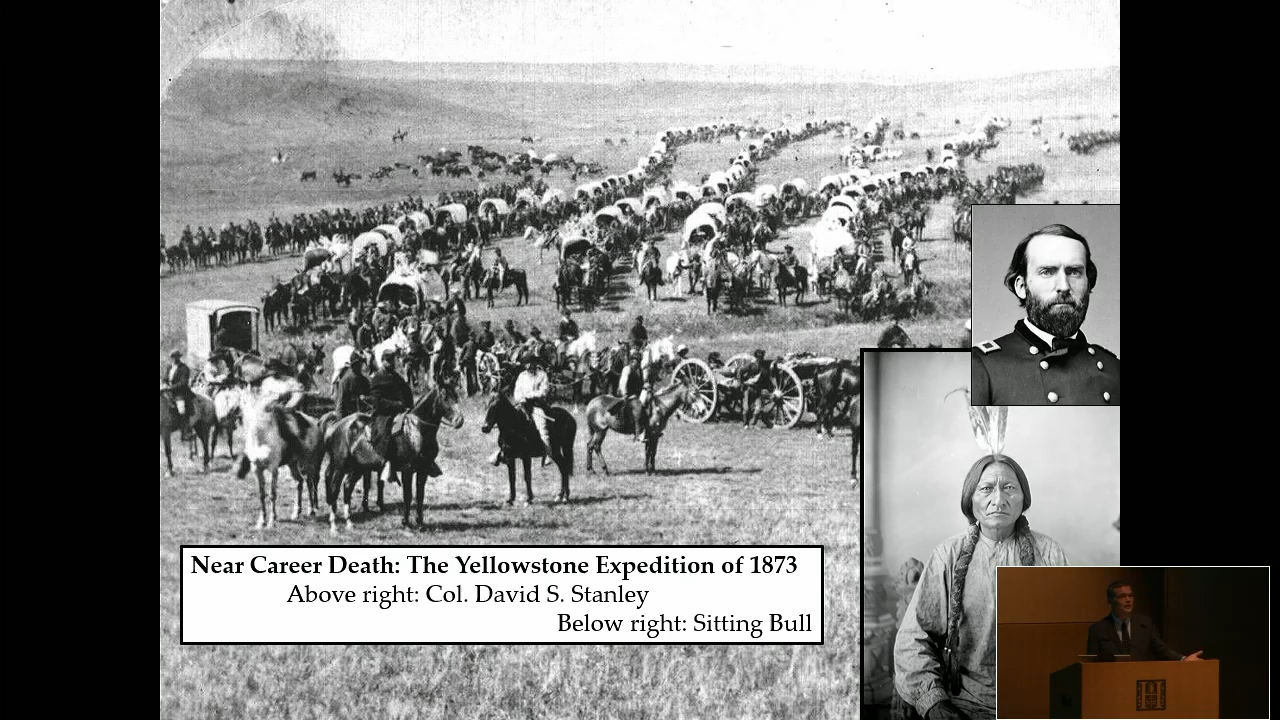 Near Career Death: The Yellowstone Expedition of 1873
Above right: Col. David S. Stanley
Below right: Sitting Bull